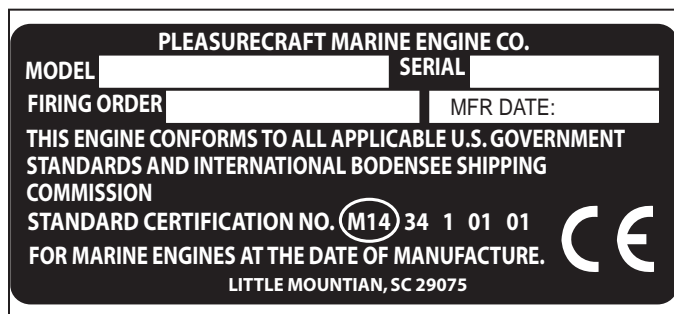 PLEASURECRAFT MARINE ENGINE CO.
MODEL SERIAL
FIRING ORDER MFR DATE:
THIS ENGINE CONFORMS TO ALL APPLICABLE U.S. GOVERNMENT
STANDARDS AND INTERNATIONAL BODENSEE SHIPPING
COMMISSION
STANDARD CERTIFICATION NO. M14 34 1 01 01
FOR MARINE ENGINES AT THE DATE OF MANUFACTURE.
CE
LITTLE MOUNTIAN, SC 29075